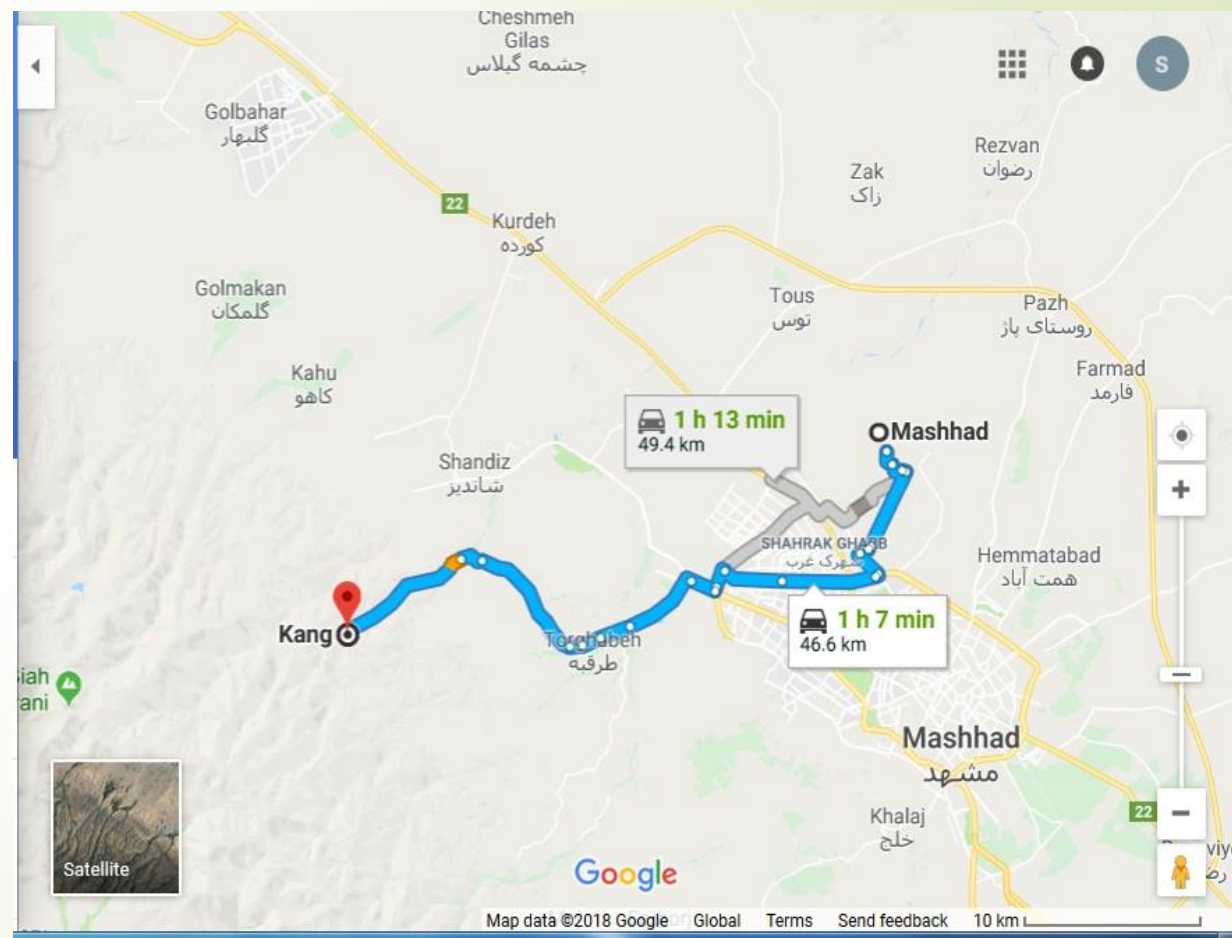 Cheshmeh
Gilas
چشمه گیلاس
S
Golbahar
گلبهار
Rezvan
رضوان
Zak
زاک
22
Kurdeh
کورده
Golmakan
گلمکان
Tous
توس
Pazh
روستای پاژ
Kahu
کاهو
Farmad
فارمد
1 h 13 min
49.4 km
Mashhad
Shandiz
شاندیز
SHAHRAK GHARB
شهرک غرب
Hemmatabad
همت آباد
1 h 7 min
46.6 km
Kang
Torghabeh
طرقبه
Mashhad
مشهد
22
Khalaj
خلج
Satellite
Google
Map data ©2018 Google Global Terms Send feedback 10 km